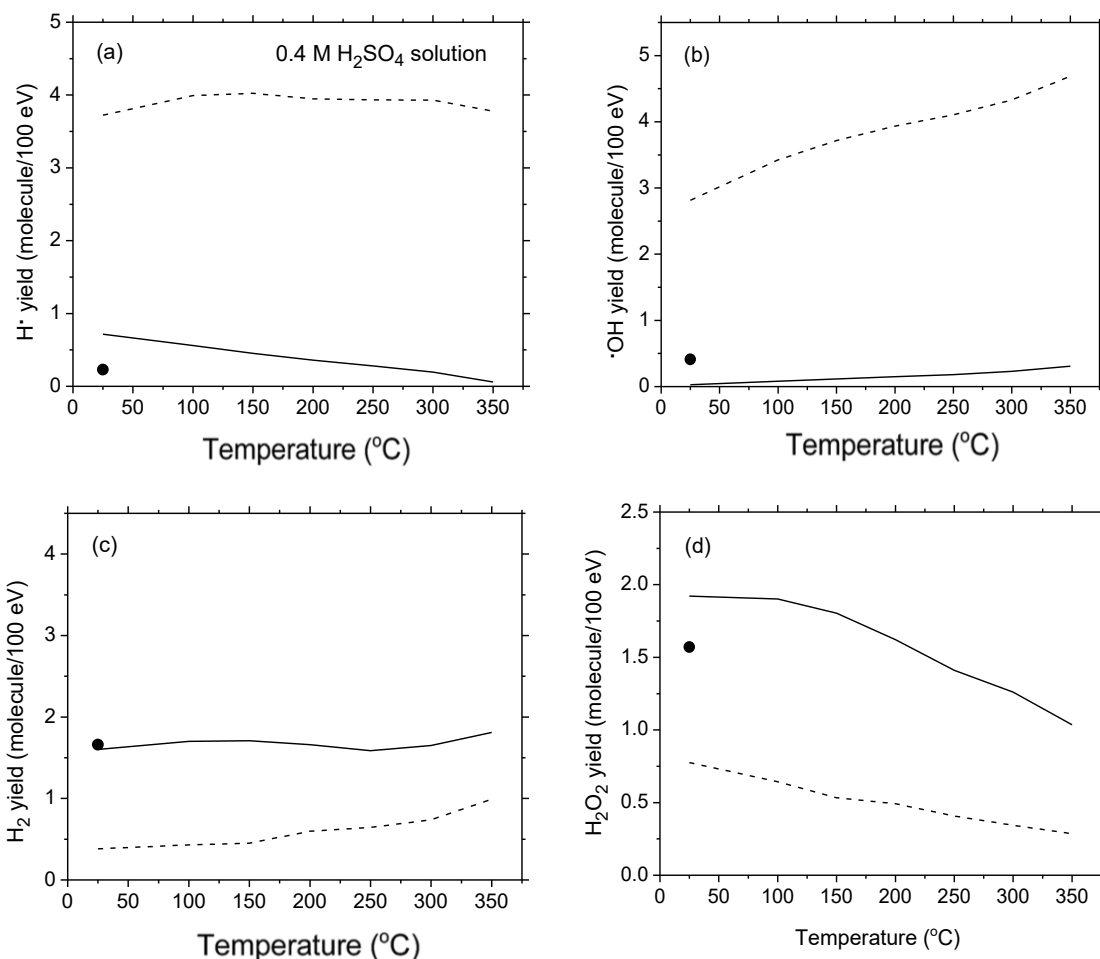 (a)
0.4 M H₂SO₄ solution
H• yield (molecule/100 eV)
5
4
3
2
1
0
0 50 100 150 200 250 300 350
Temperature (°C)
(b)
•OH yield (molecule/100 eV)
5
4
3
2
1
0
0 50 100 150 200 250 300 350
Temperature (°C)
(c)
H₂ yield (molecule/100 eV)
4
3
2
1
0
0 50 100 150 200 250 300 350
Temperature (°C)
(d)
H₂O₂ yield (molecule/100 eV)
2.5
2.0
1.5
1.0
0.5
0.0
0 50 100 150 200 250 300 350
Temperature (°C)